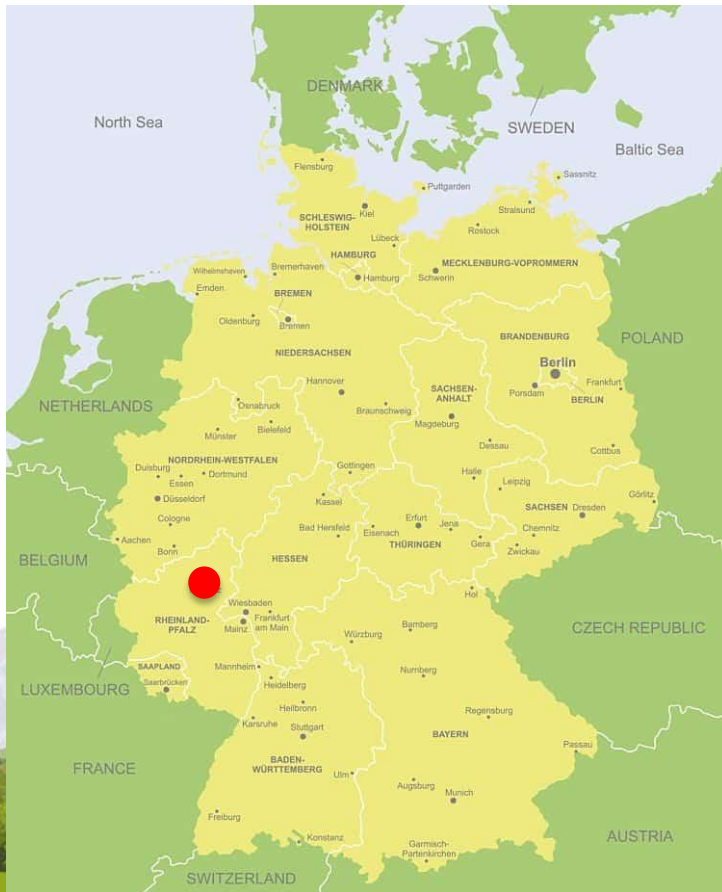 DENMARK
North Sea
SWEDEN
Baltic Sea
Flensburg
Sassnitz
Puttgarden
Kiel
Stralsund
SCHLESWIG-
HOLSTEIN
Rostock
Lübeck
HAMBURG
MECKLENBURG-VOPROMMERN
Wilhelmshaven
Bremerhaven
Hamburg
Schwerin
Emden
BREMEN
Oldenburg
Bremen
BRANDENBURG
POLAND
NIEDERSACHSEN
Berlin
Hannover
SACHSEN-
ANHALT
Porsdam
Frankfurt
NETHERLANDS
Osnabruck
Braunschweig
BERLIN
Magdeburg
Bielefeld
Münster
Dessau
Cottbus
NORDRHEIN-WESTFALEN
Gottingen
Duisburg
Dortmund
Halle
Essen
Leipzig
Düsseldorf
Kassel
Görlitz
SACHSEN
Dresden
Cologne
Erfurt
Bad Hersfeld
Eisenach
Jena
Chemnitz
Aachen
THÜRINGEN
Gera
Zwickau
Bonn
BELGIUM
HESSEN
Hol
Wiesbaden
RHEINLAND-
PFALZ
Frankfurt
am Main
Mainz
Bamberg
CZECH REPUBLIC
Würzburg
SAAPLAND
Mannheim
Nurnberg
Saarbrücken
Heidelberg
LUXEMBOURG
Heilbronn
Regensburg
Karsruhe
Stuttgart
BAYERN
Passau
FRANCE
BADEN-
WÜRTTEMBERG
Ulm
Augsburg
Munich
Freiburg
AUSTRIA
Konstanz
Garmisch-
Partenkirchen
SWITZERLAND